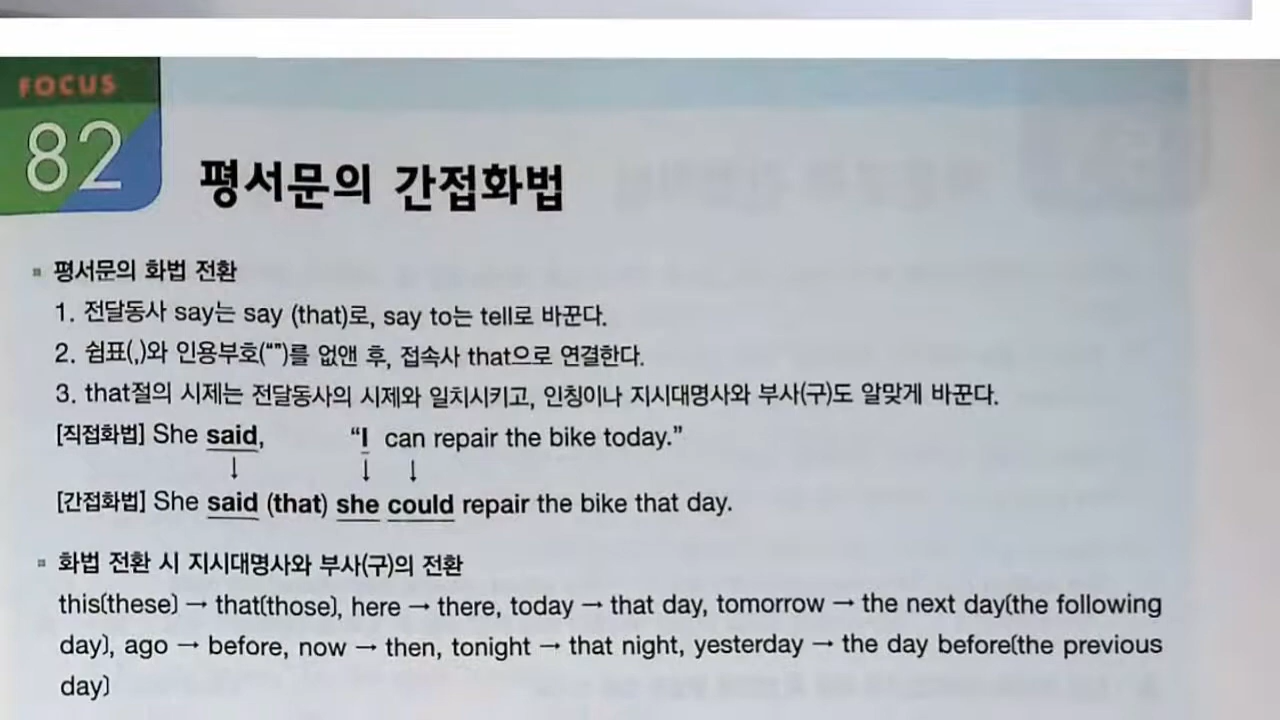 FOCUS
82
평서문의 간접화법
▪ 평서문의 화법 전환
1. 전달동사 say는 say (that)로, say to는 tell로 바꾼다.
2. 쉼표(,)와 인용부호(“”)를 없앤 후, 접속사 that으로 연결한다.
3. that절의 시제는 전달동사의 시제와 일치시키고, 인칭이나 지시대명사와 부사(구)도 알맞게 바꾼다.
[직접화법] She said, “I can repair the bike today.”
↓ ↓ ↓
[간접화법] She said (that) she could repair the bike that day.
▪ 화법 전환 시 지시대명사와 부사(구)의 전환
this(these) → that(those), here → there, today → that day, tomorrow → the next day(the following
day), ago → before, now → then, tonight → that night, yesterday → the day before(the previous
day)